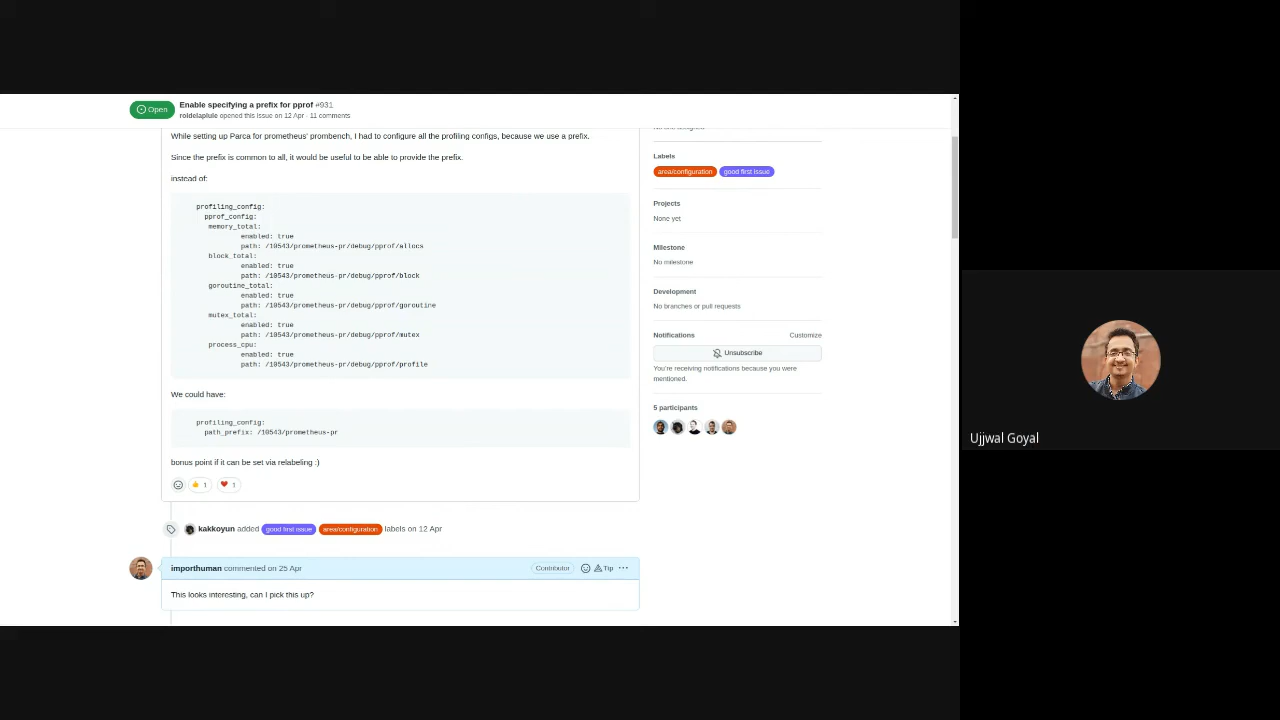 Open
Enable specifying a prefix for pprof #931
roidelapluie opened this issue on 12 Apr · 11 comments
While setting up Parca for prometheus' prombench, I had to configure all the profiling configs, because we use a prefix.
Since the prefix is common to all, it would be useful to be able to provide the prefix.
instead of:
profiling_config:
pprof_config:
memory_total:
enabled: true
path: /10543/prometheus-pr/debug/pprof/allocs
block_total:
enabled: true
path: /10543/prometheus-pr/debug/pprof/block
goroutine_total:
enabled: true
path: /10543/prometheus-pr/debug/pprof/goroutine
mutex_total:
enabled: true
path: /10543/prometheus-pr/debug/pprof/mutex
process_cpu:
enabled: true
path: /10543/prometheus-pr/debug/pprof/profile
We could have:
profiling_config:
path_prefix: /10543/prometheus-pr
bonus point if it can be set via relabeling :)
👍 1 ❤️ 1
kakkoyun added good first issue area/configuration labels on 12 Apr
importhuman commented on 25 Apr
Contributor Tip ···
This looks interesting, can I pick this up?
Labels
area/configuration good first issue
Projects
None yet
Milestone
No milestone
Development
No branches or pull requests
Notifications Customize
Unsubscribe
You're receiving notifications because you were
mentioned.
5 participants
Ujjwal Goyal